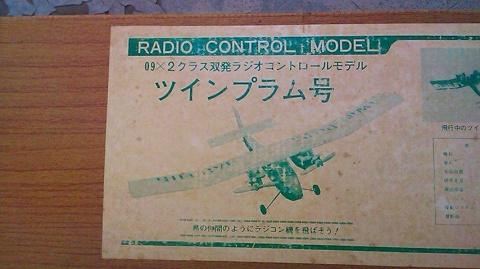 RADIO CONTROL MODEL
09×2クラス双発ラジオコントロールモデル
ツインプラム号
飛行中のツイ
鳥の仲間のようにラジコン機を飛ばそう！